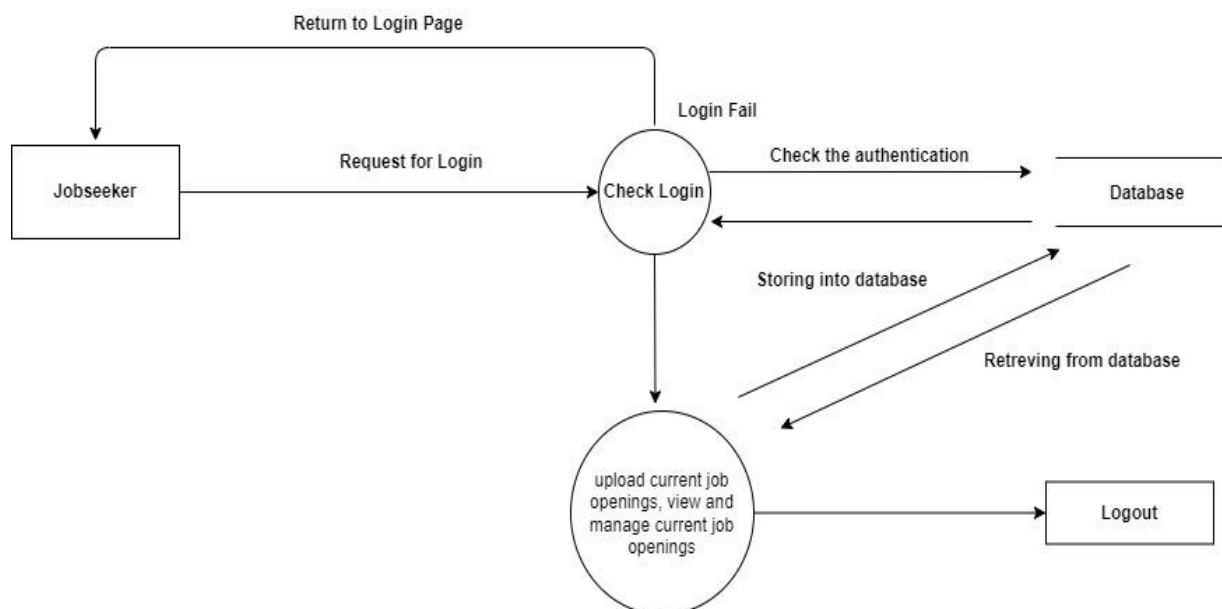 Return to Login Page
Login Fail
Jobseeker
Request for Login
Check Login
Check the authentication
Database
Storing into database
Retreving from database
upload current job
openings, view and
manage current job
openings
Logout